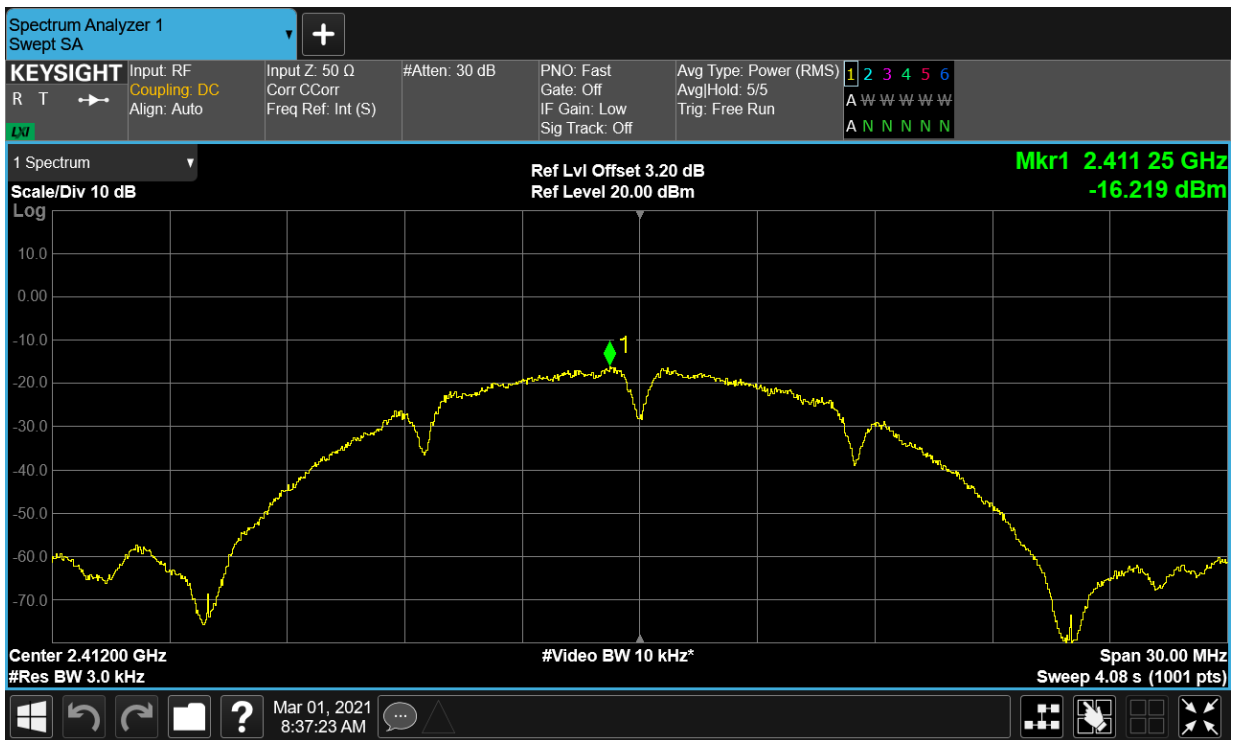 Spectrum Analyzer 1
Swept SA
+
KEYSIGHT
R T
LXI
Input: RF
Coupling: DC
Align: Auto
Input Z: 50 Ω
Corr CCorr
Freq Ref: Int (S)
#Atten: 30 dB
PNO: Fast
Gate: Off
IF Gain: Low
Sig Track: Off
Avg Type: Power (RMS)
Avg|Hold: 5/5
Trig: Free Run
1 2 3 4 5 6
A W W W W W
A N N N N N
1 Spectrum
Scale/Div 10 dB
Ref Lvl Offset 3.20 dB
Ref Level 20.00 dBm
Mkr1 2.411 25 GHz
-16.219 dBm
Log
10.0
0.00
-10.0
1
-20.0
-30.0
-40.0
-50.0
-60.0
-70.0
Center 2.41200 GHz
#Res BW 3.0 kHz
#Video BW 10 kHz*
Span 30.00 MHz
Sweep 4.08 s (1001 pts)
?
Mar 01, 2021
8:37:23 AM